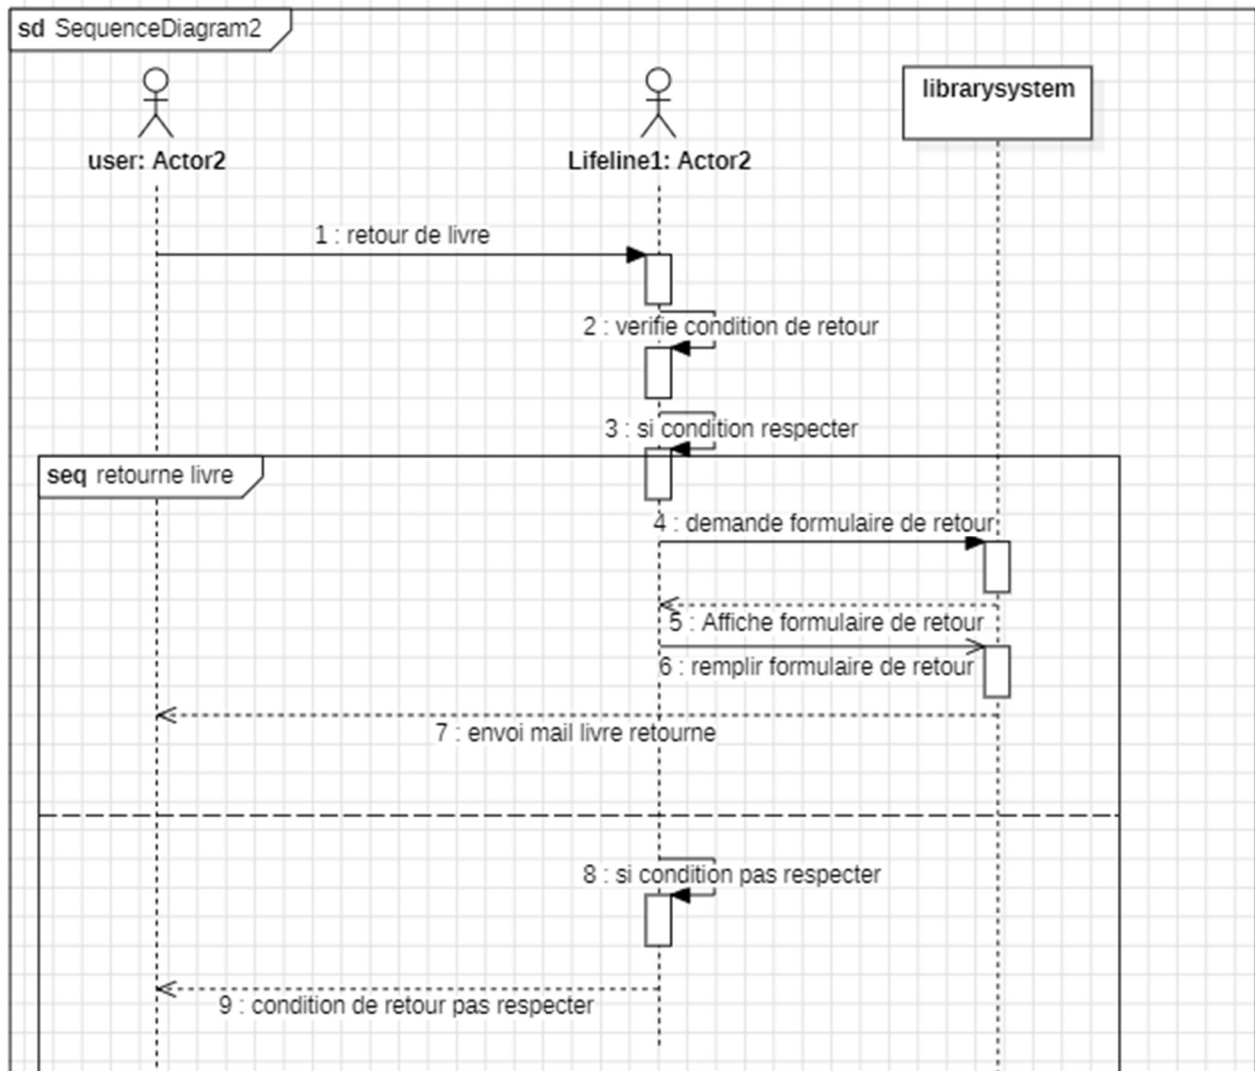 sd SequenceDiagram2
user: Actor2
Lifeline1: Actor2
librarysystem
1 : retour de livre
2 : verifie condition de retour
3 : si condition respecter
seq retourne livre
4 : demande formulaire de retour
5 : Affiche formulaire de retour
6 : remplir formulaire de retour
7 : envoi mail livre retourne
8 : si condition pas respecter
9 : condition de retour pas respecter